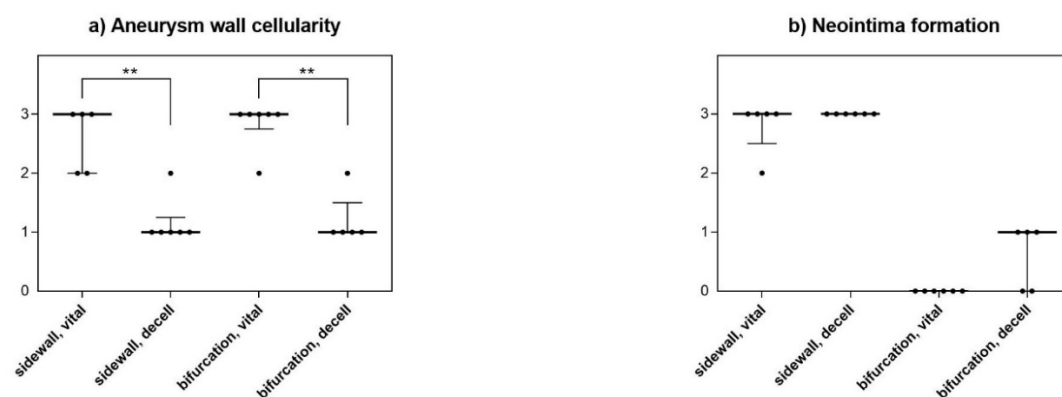 a) Aneurysm wall cellularity
**
**
3
2
1
0
sidewall, vital
sidewall, decell
bifurcation, vital
bifurcation, decell
b) Neointima formation
3
2
1
0
sidewall, vital
sidewall, decell
bifurcation, vital
bifurcation, decell